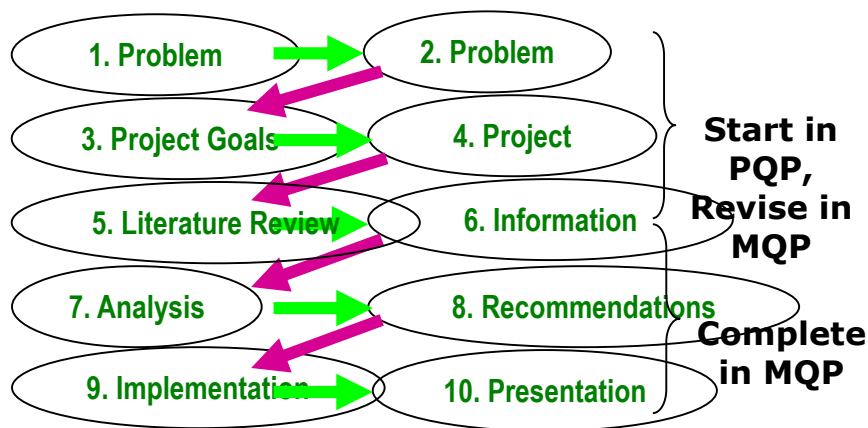 1. Problem
2. Problem
3. Project Goals
4. Project
5. Literature Review
6. Information
7. Analysis
8. Recommendations
9. Implementation
10. Presentation
Start in
PQP,
Revise in
MQP
Complete
in MQP